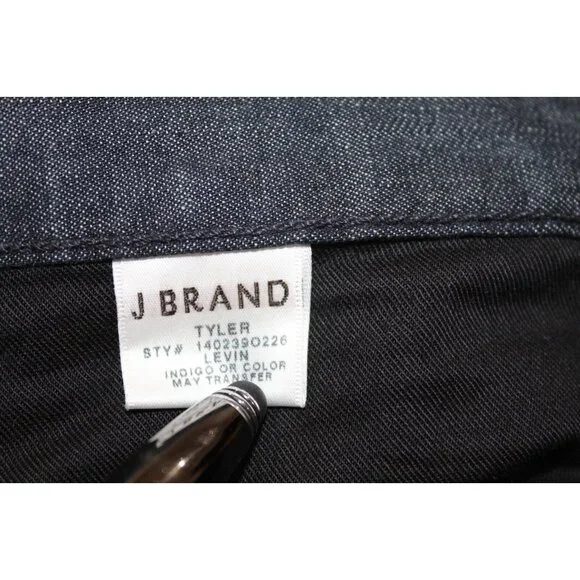 J BRAND
TYLER
STY# 140239O226
LEVIN
INDIGO OR COLOR
MAY TRANSFER